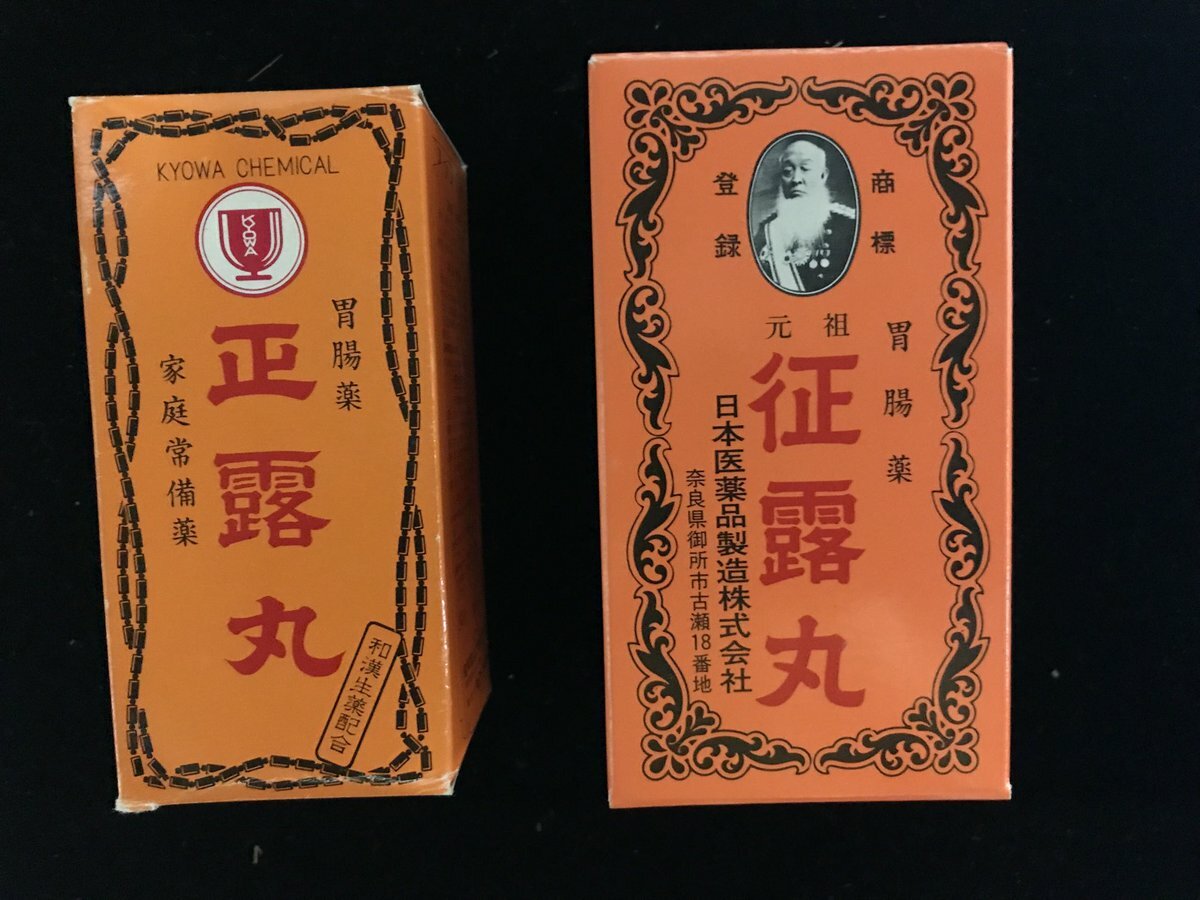 KYOWA CHEMICAL
KYOWA
胃腸薬
正露丸
家庭常備薬
和漢生薬配合
商標
登録
元祖
胃腸薬
征露丸
日本医薬品製造株式会社
奈良県御所市古瀬18番地